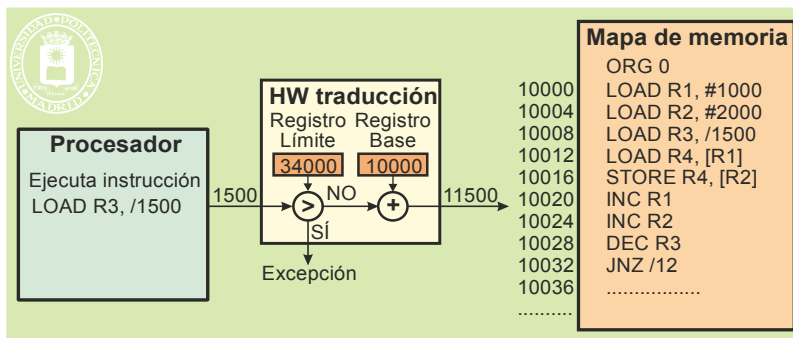 UNIVERSIDAD POLITÉCNICA
MADRID
Procesador
Ejecuta instrucción
LOAD R3, /1500
1500
HW traducción
Registro Registro
Límite Base
34000 10000
> NO +
SÍ
Excepción
11500
Mapa de memoria
ORG 0
10000 LOAD R1, #1000
10004 LOAD R2, #2000
10008 LOAD R3, /1500
10012 LOAD R4, [R1]
10016 STORE R4, [R2]
10020 INC R1
10024 INC R2
10028 DEC R3
10032 JNZ /12
10036 .................
..........